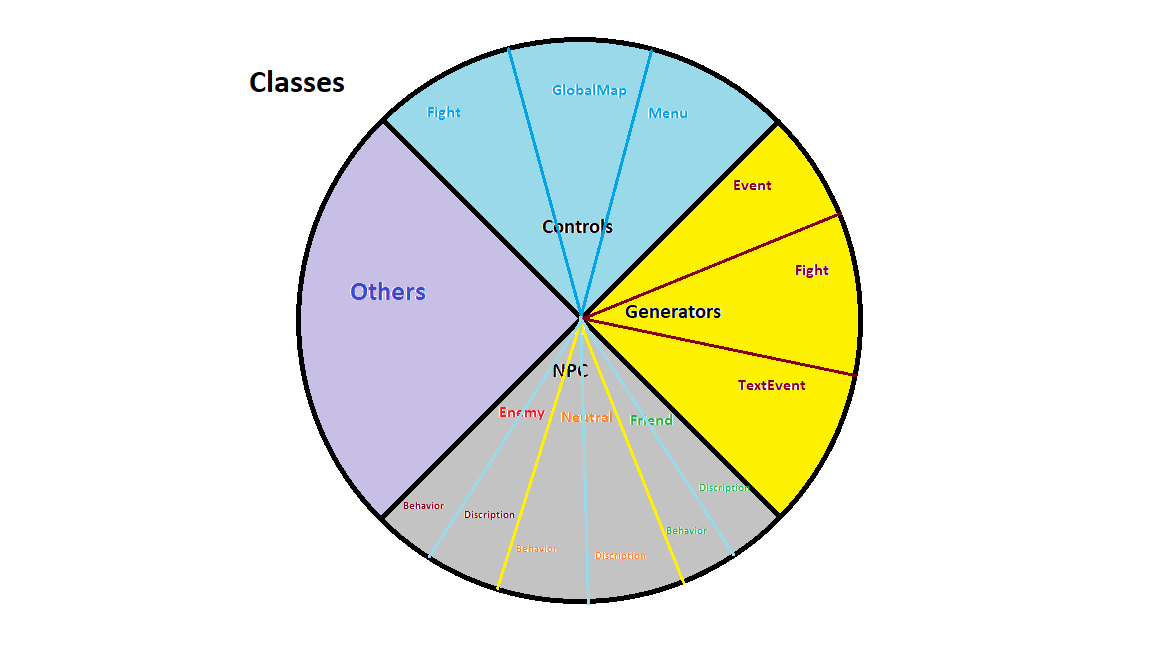 Classes
Fight
GlobalMap
Menu
Controls
Event
Fight
Generators
TextEvent
Others
NPC
Enemy
Neutral
Friend
Behavior
Discription
Behavior
Discription
Behavior
Discription